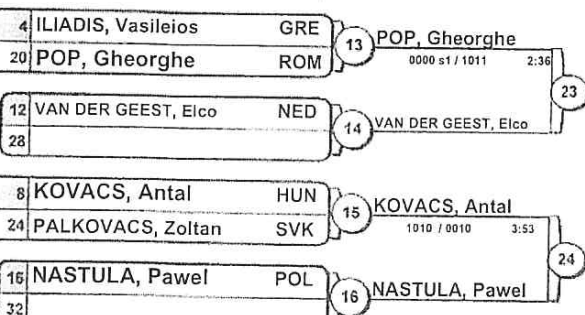 4 ILIADIS, Vasileios GRE
20 POP, Gheorghe ROM
13 POP, Gheorghe
0000 s1 / 1011 2:36
12 VAN DER GEEST, Elco NED
28
14 VAN DER GEEST, Elco
23
8 KOVACS, Antal HUN
24 PALKOVACS, Zoltan SVK
15 KOVACS, Antal
1010 / 0010 3:53
16 NASTULA, Pawel POL
32
16 NASTULA, Pawel
24